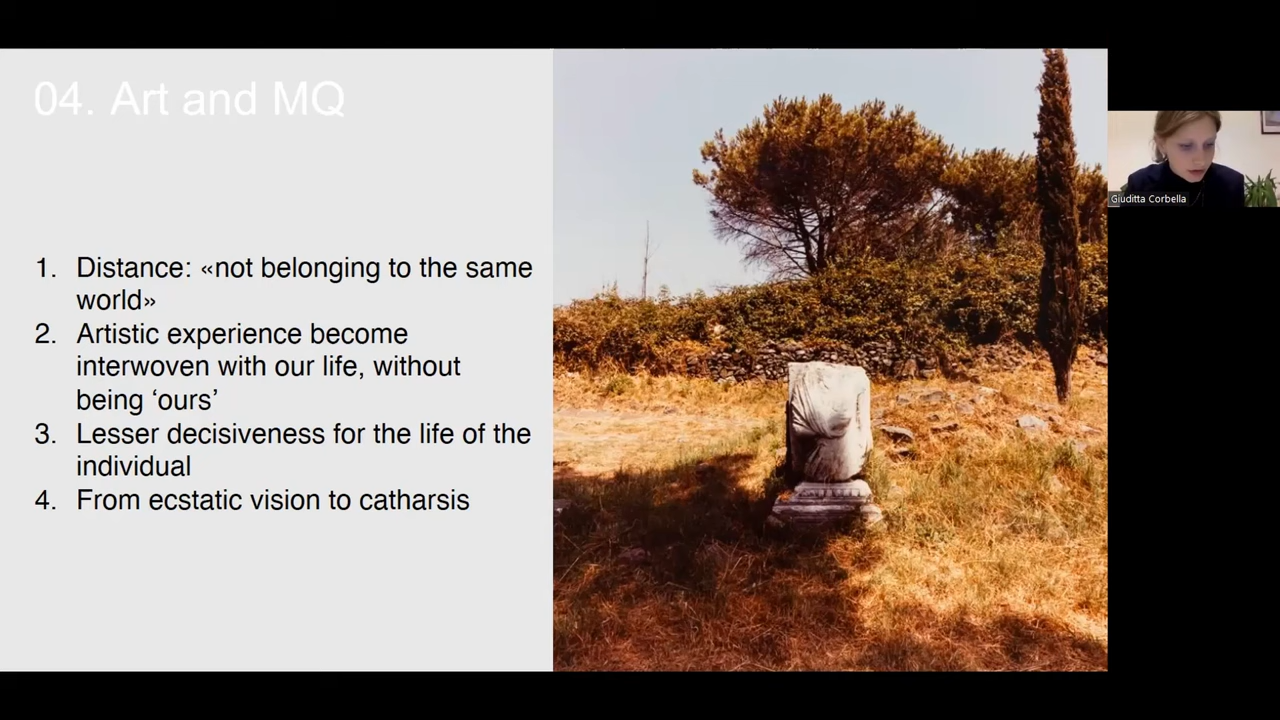 04. Art and MQ
1. Distance: «not belonging to the same
world»
2. Artistic experience become
interwoven with our life, without
being ‘ours’
3. Lesser decisiveness for the life of the
individual
4. From ecstatic vision to catharsis
Giuditta Corbella